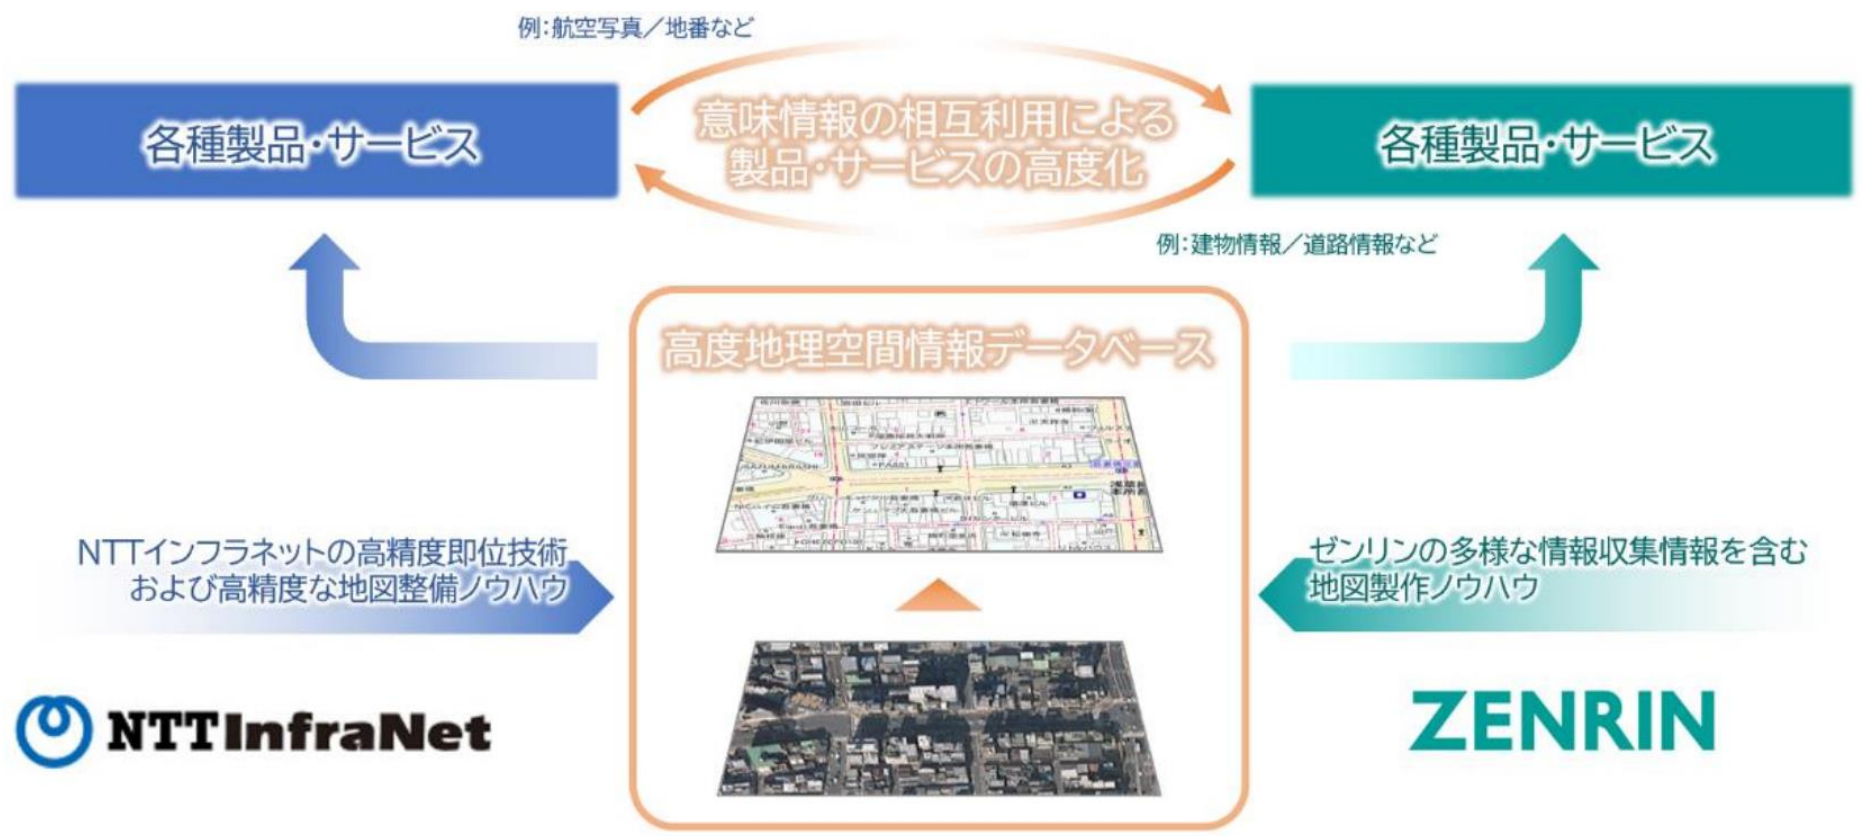 例：航空写真／地番など
各種製品・サービス
意味情報の相互利用による
製品・サービスの高度化
各種製品・サービス
例：建物情報／道路情報など
高度地理空間情報データベース
NTTインフラネットの高精度即位技術
および高精度な地図整備ノウハウ
ゼンリンの多様な情報収集情報を含む
地図製作ノウハウ
NTTInfraNet
ZENRIN